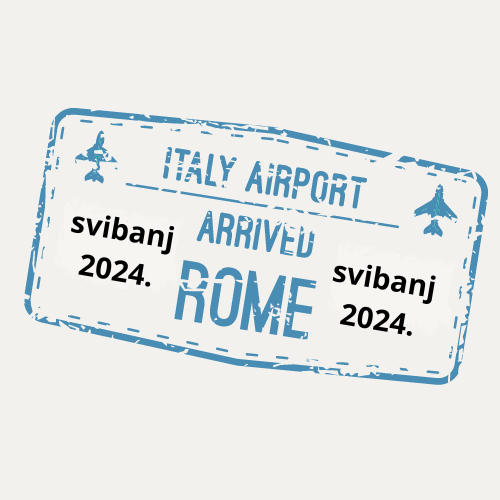 ITALY AIRPORT
ARRIVED
svibanj
2024.
ROME
svibanj
2024.